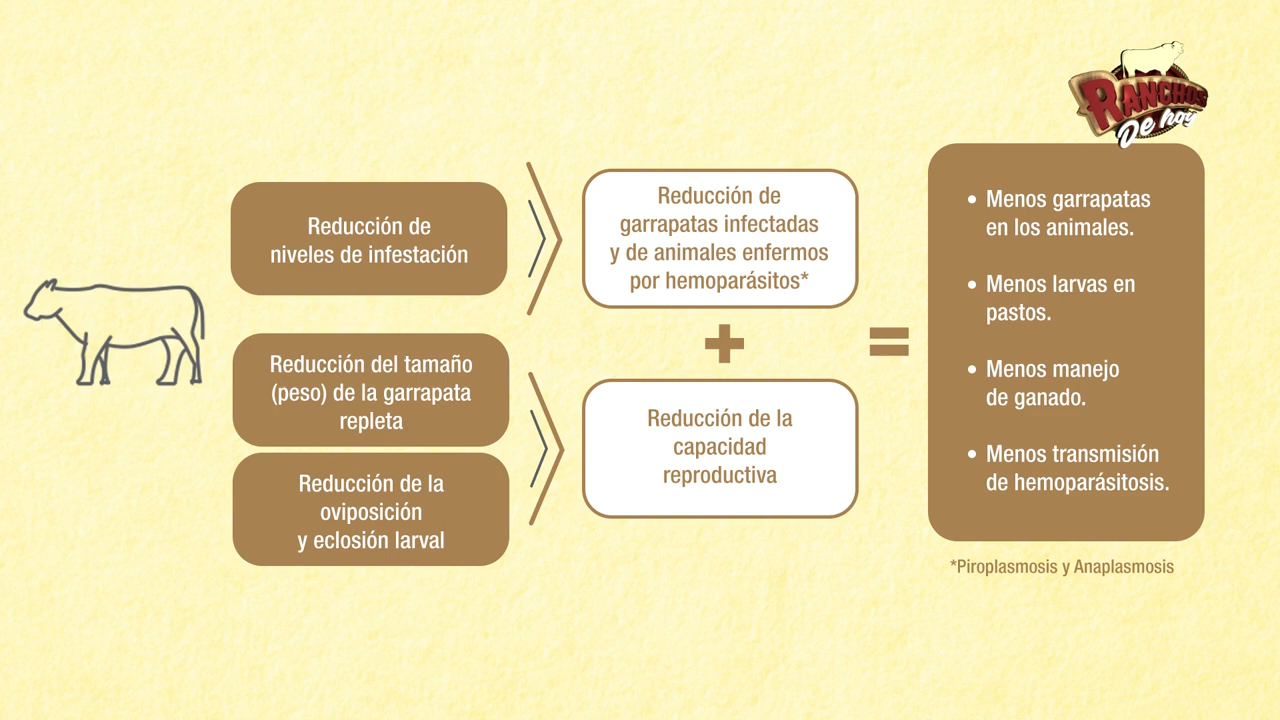 RANCHOS
De hoy
Reducción de
niveles de infestación
Reducción del tamaño
(peso) de la garrapata
repleta
Reducción de la
oviposición
y eclosión larval
Reducción de
garrapatas infectadas
y de animales enfermos
por hemoparásitos*
+
Reducción de la
capacidad
reproductiva
=
• Menos garrapatas
en los animales.
• Menos larvas en
pastos.
• Menos manejo
de ganado.
• Menos transmisión
de hemoparásitosis.
*Piroplasmosis y Anaplasmosis